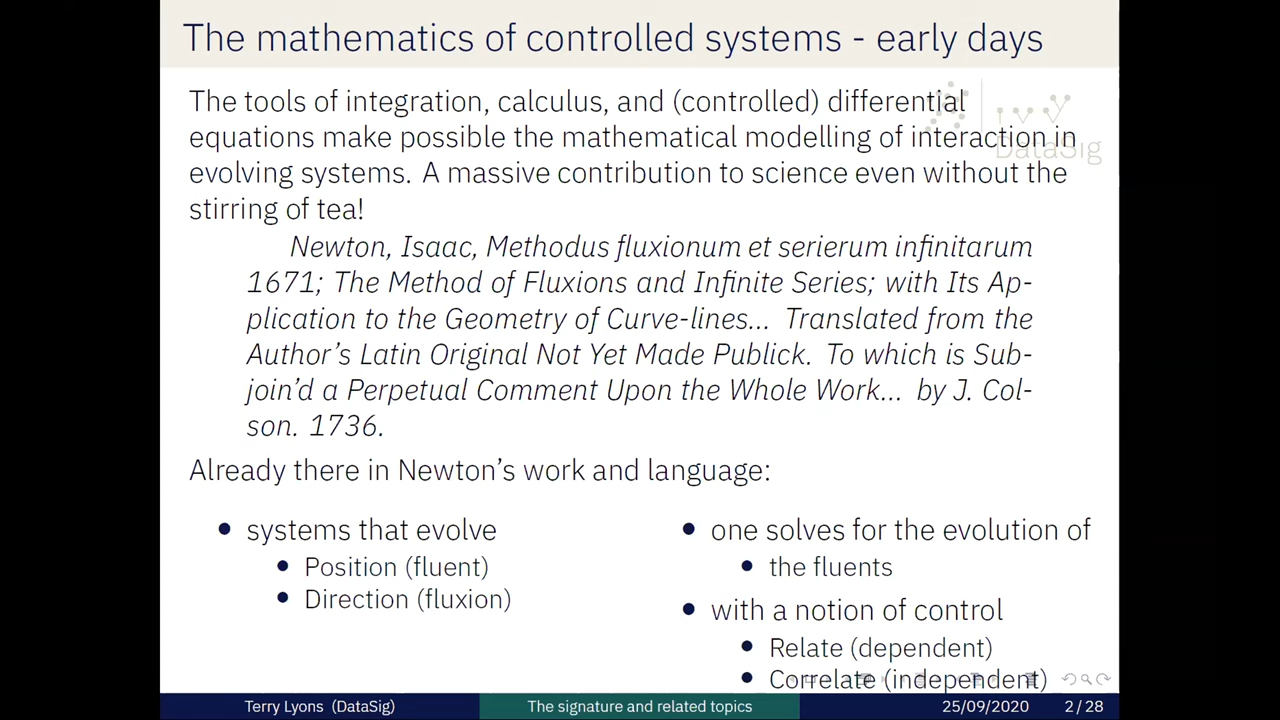 The mathematics of controlled systems - early days
The tools of integration, calculus, and (controlled) differential
equations make possible the mathematical modelling of interaction in
evolving systems. A massive contribution to science even without the
stirring of tea!
DataSig
Newton, Isaac, Methodus fluxionum et serierum infinitarum
1671; The Method of Fluxions and Infinite Series; with Its Ap-
plication to the Geometry of Curve-lines... Translated from the
Author's Latin Original Not Yet Made Publick. To which is Sub-
join'd a Perpetual Comment Upon the Whole Work... by J. Col-
son. 1736.
Already there in Newton's work and language:
• systems that evolve
• Position (fluent)
• Direction (fluxion)
• one solves for the evolution of
• the fluents
• with a notion of control
• Relate (dependent)
• Correlate (independent)
Terry Lyons (DataSig)
The signature and related topics
25/09/2020
2 / 28